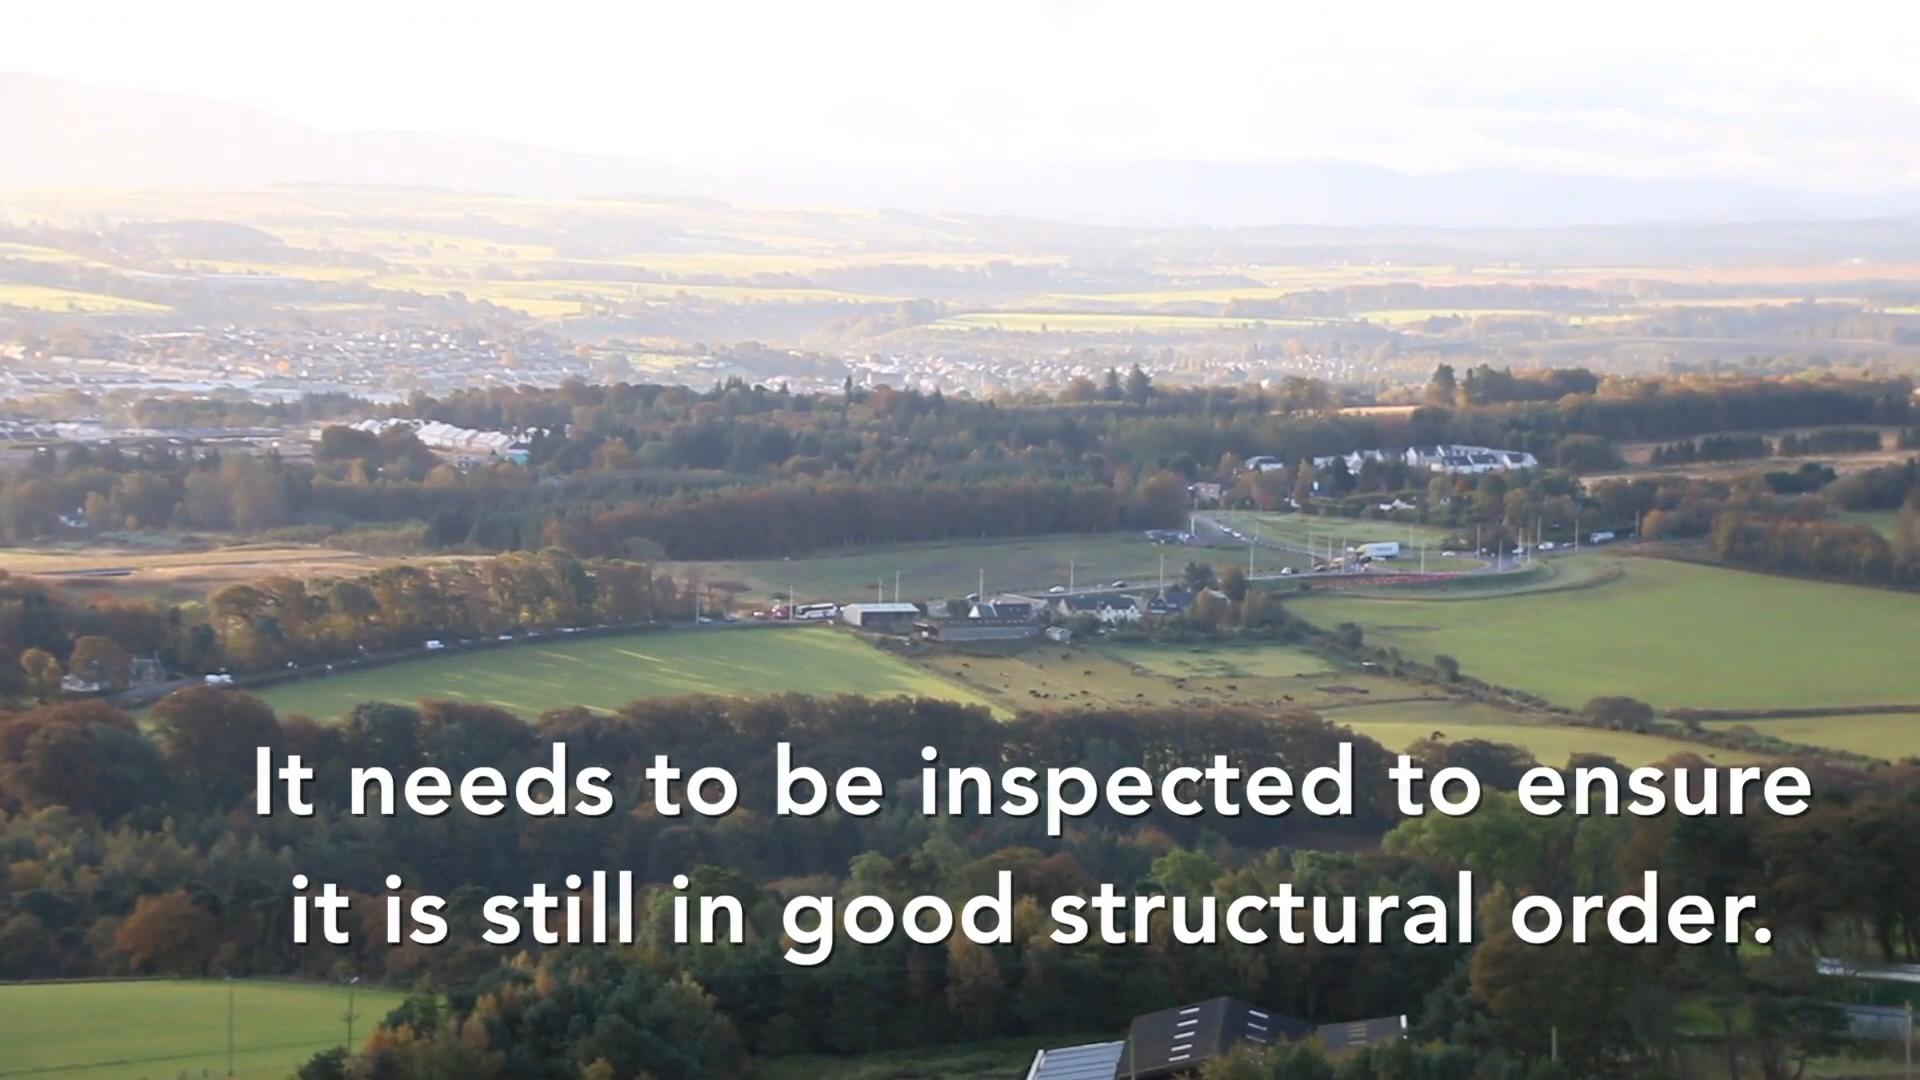 It needs to be inspected to ensure
it is still in good structural order.